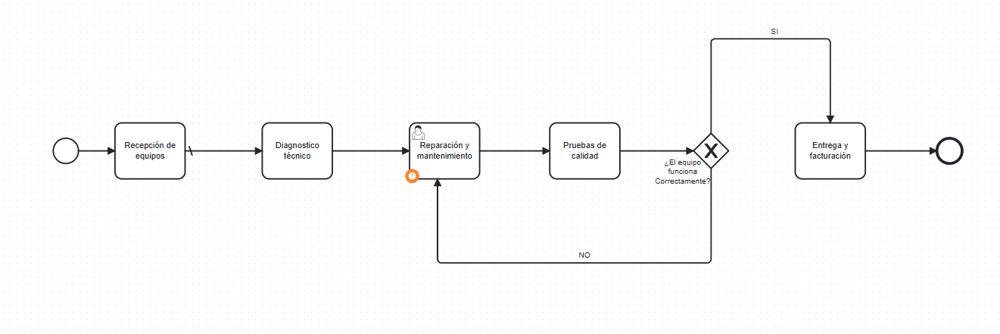 SI
Recepción de
equipos
Diagnostico
técnico
Reparación y
mantenimiento
Pruebas de
calidad
¿El equipo
funciona
Correctamente?
Entrega y
facturación
NO